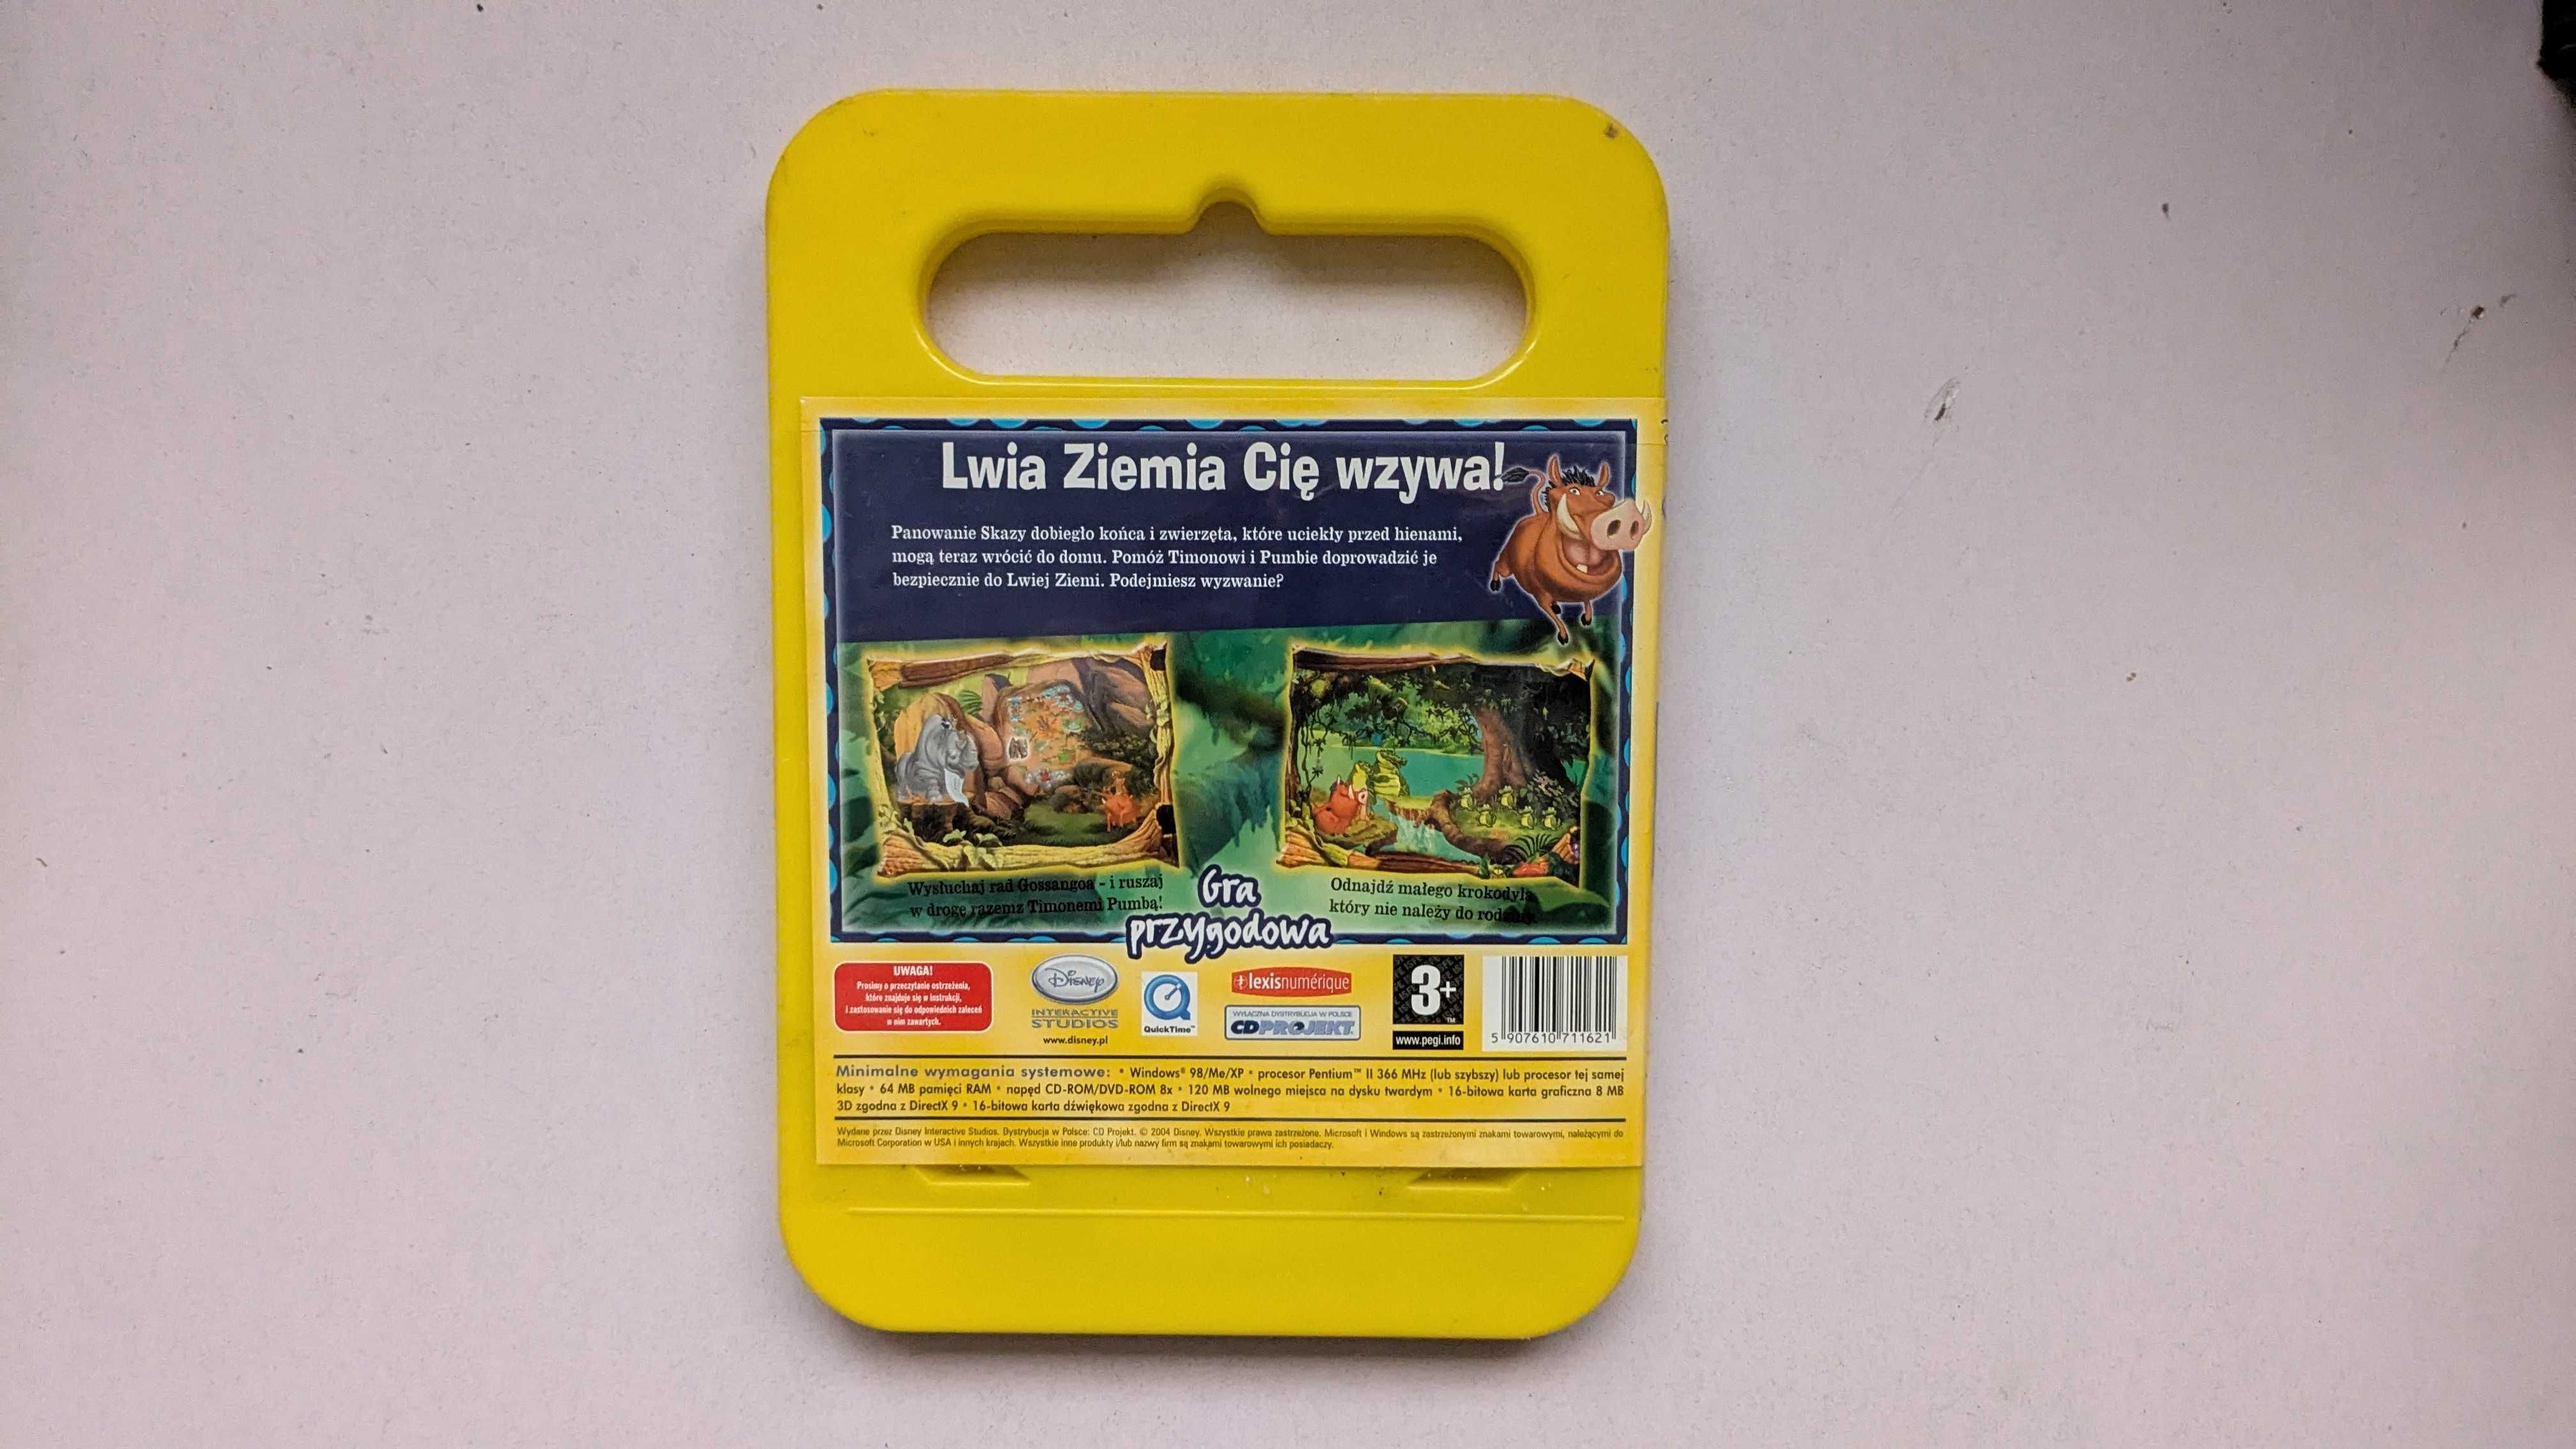 Lwia Ziemia Cię wzywa!
Panowanie Skazy dobiegło końca i zwierzęta, które uciekły przed hienami,
mogą teraz wrócić do domu. Pomóż Timonowi i Pumbie doprowadzić je
bezpiecznie do Lwiej Ziemi. Podejmiesz wyzwanie?
Wysłuchaj rad Gossangoa - i ruszaj
w drogę razemz Timonemi Pumbą!
Odnajdź małego krokodyla,
który nie należy do
Gra
przygodowa
UWAGA!
Prosimy o przeczytanie ostrzeżenia,
które znajduje się w instrukcji,
i zastosowanie się do odpowiednich zaleceń
w nim zawartych.
Disney
INTERACTIVE
STUDIOS
www.disney.pl
QuickTime™
lexisnumérique
WYŁĄCZNA DYSTRYBUCJA W POLSCE
CDPROJEKT
3+
™
www.pegi.info
5 907610 711621
Minimalne wymagania systemowe: • Windows® 98/Me/XP • procesor Pentium™ II 366 MHz (lub szybszy) lub procesor tej samej
klasy • 64 MB pamięci RAM • napęd CD-ROM/DVD-ROM 8x • 120 MB wolnego miejsca na dysku twardym • 16-bitowa karta graficzna 8 MB
3D zgodna z DirectX 9 • 16-bitowa karta dźwiękowa zgodna z DirectX 9
Wydane przez Disney Interactive Studios. Dystrybucja w Polsce: CD Projekt. © 2004 Disney. Wszystkie prawa zastrzeżone. Microsoft i Windows są zastrzeżonymi znakami towarowymi, należącymi do
Microsoft Corporation w USA i innych krajach. Wszystkie inne produkty i/lub nazwy firm są znakami towarowymi ich posiadaczy.